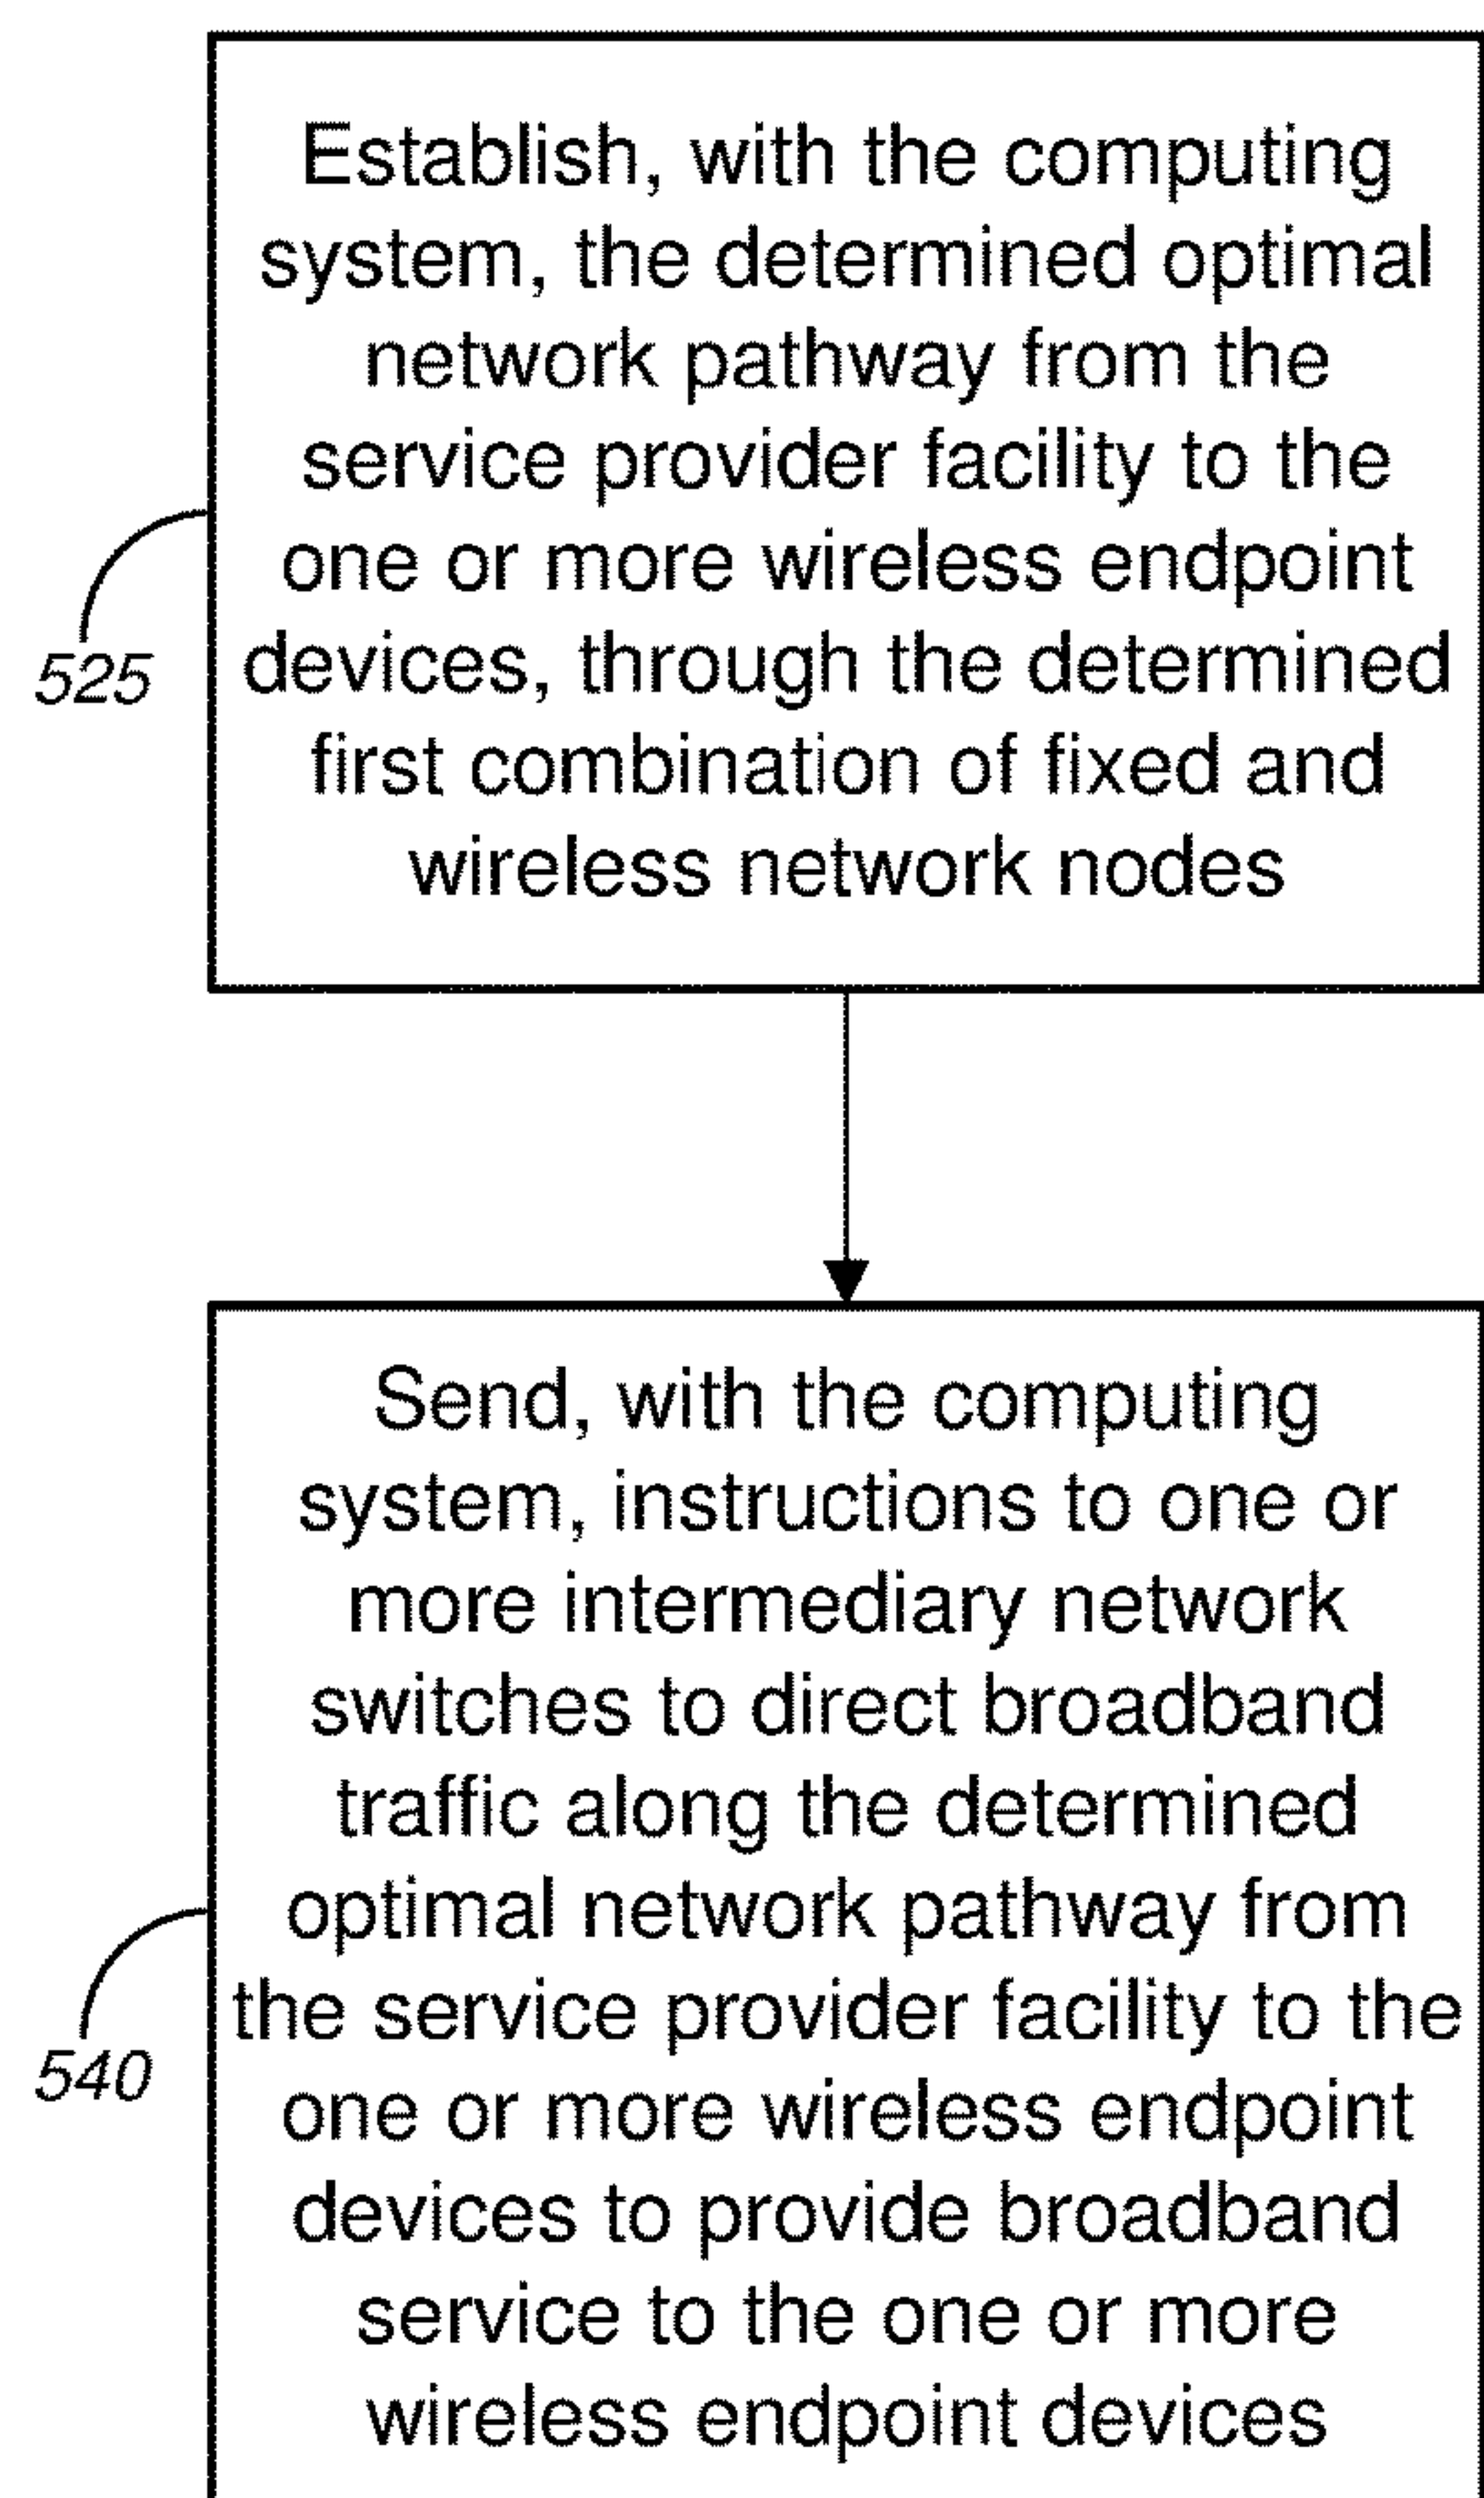 Establish, with the computing
system, the determined optimal
network pathway from the
service provider facility to the
one or more wireless endpoint
devices, through the determined
first combination of fixed and
wireless network nodes
525
Send, with the computing
system, instructions to one or
more intermediary network
switches to direct broadband
traffic along the determined
optimal network pathway from
the service provider facility to the
one or more wireless endpoint
devices to provide broadband
service to the one or more
wireless endpoint devices
540